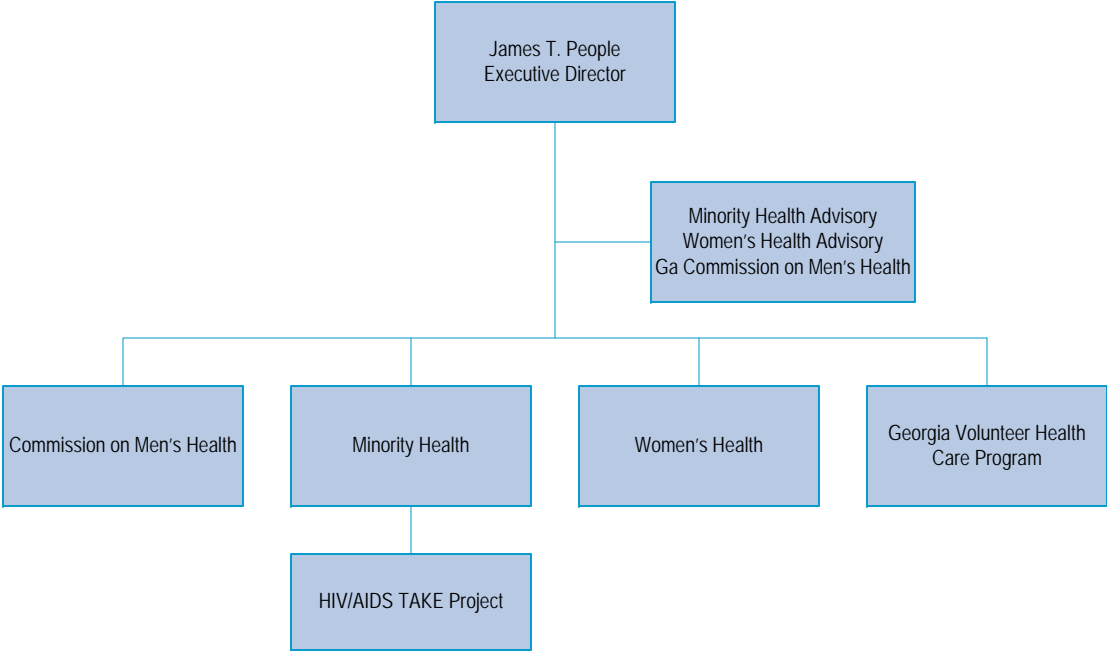 James T. People
Executive Director
Minority Health Advisory
Women's Health Advisory
Ga Commission on Men's Health
Commission on Men's Health
Minority Health
Women's Health
Georgia Volunteer Health
Care Program
HIV/AIDS TAKE Project